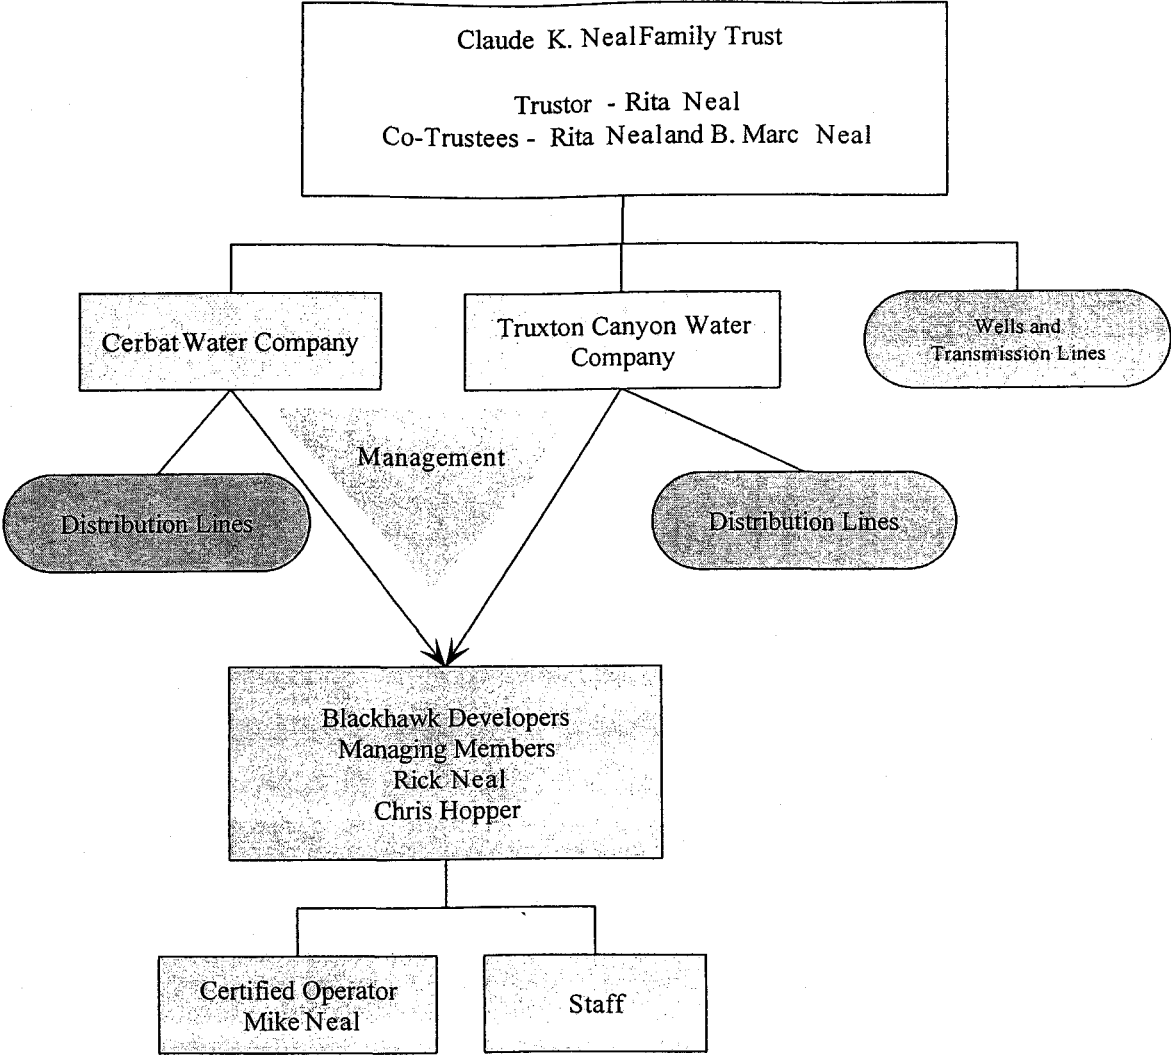 Claude K. Neal Family Trust
Trustor - Rita Neal
Co-Trustees - Rita Neal and B. Marc Neal
Cerbat Water Company
Truxton Canyon Water
Company
Wells and
Transmission Lines
Management
Distribution Lines
Distribution Lines
Blackhawk Developers
Managing Members
Rick Neal
Chris Hopper
Certified Operator
Mike Neal
Staff